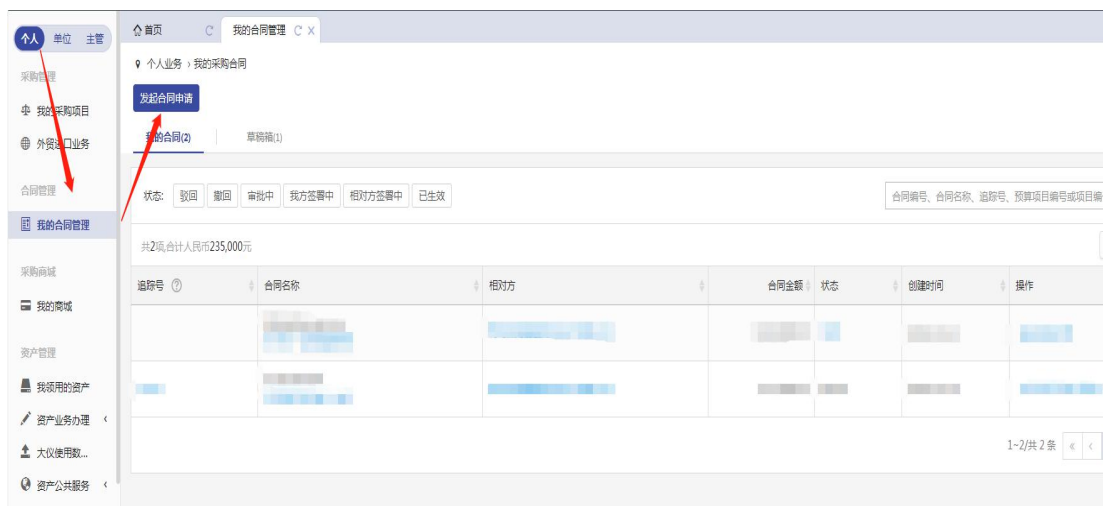 个人 单位 主管
采购管理
我的采购项目
外贸进口业务
合同管理
我的合同管理
采购商城
我的商城
资产管理
我领用的资产
资产业务办理
大仪使用数...
资产公共服务
首页 我的合同管理 X
个人业务 › 我的采购合同
发起合同申请
我的合同(2) 草稿箱(1)
状态: 驳回 撤回 审批中 我方签署中 相对方签署中 已生效
合同编号、合同名称、追踪号、预算项目编号或项目编
共2项,合计人民币235,000元
追踪号 ? 合同名称 相对方 合同金额 状态 创建时间 操作
1~2/共 2 条 « ‹